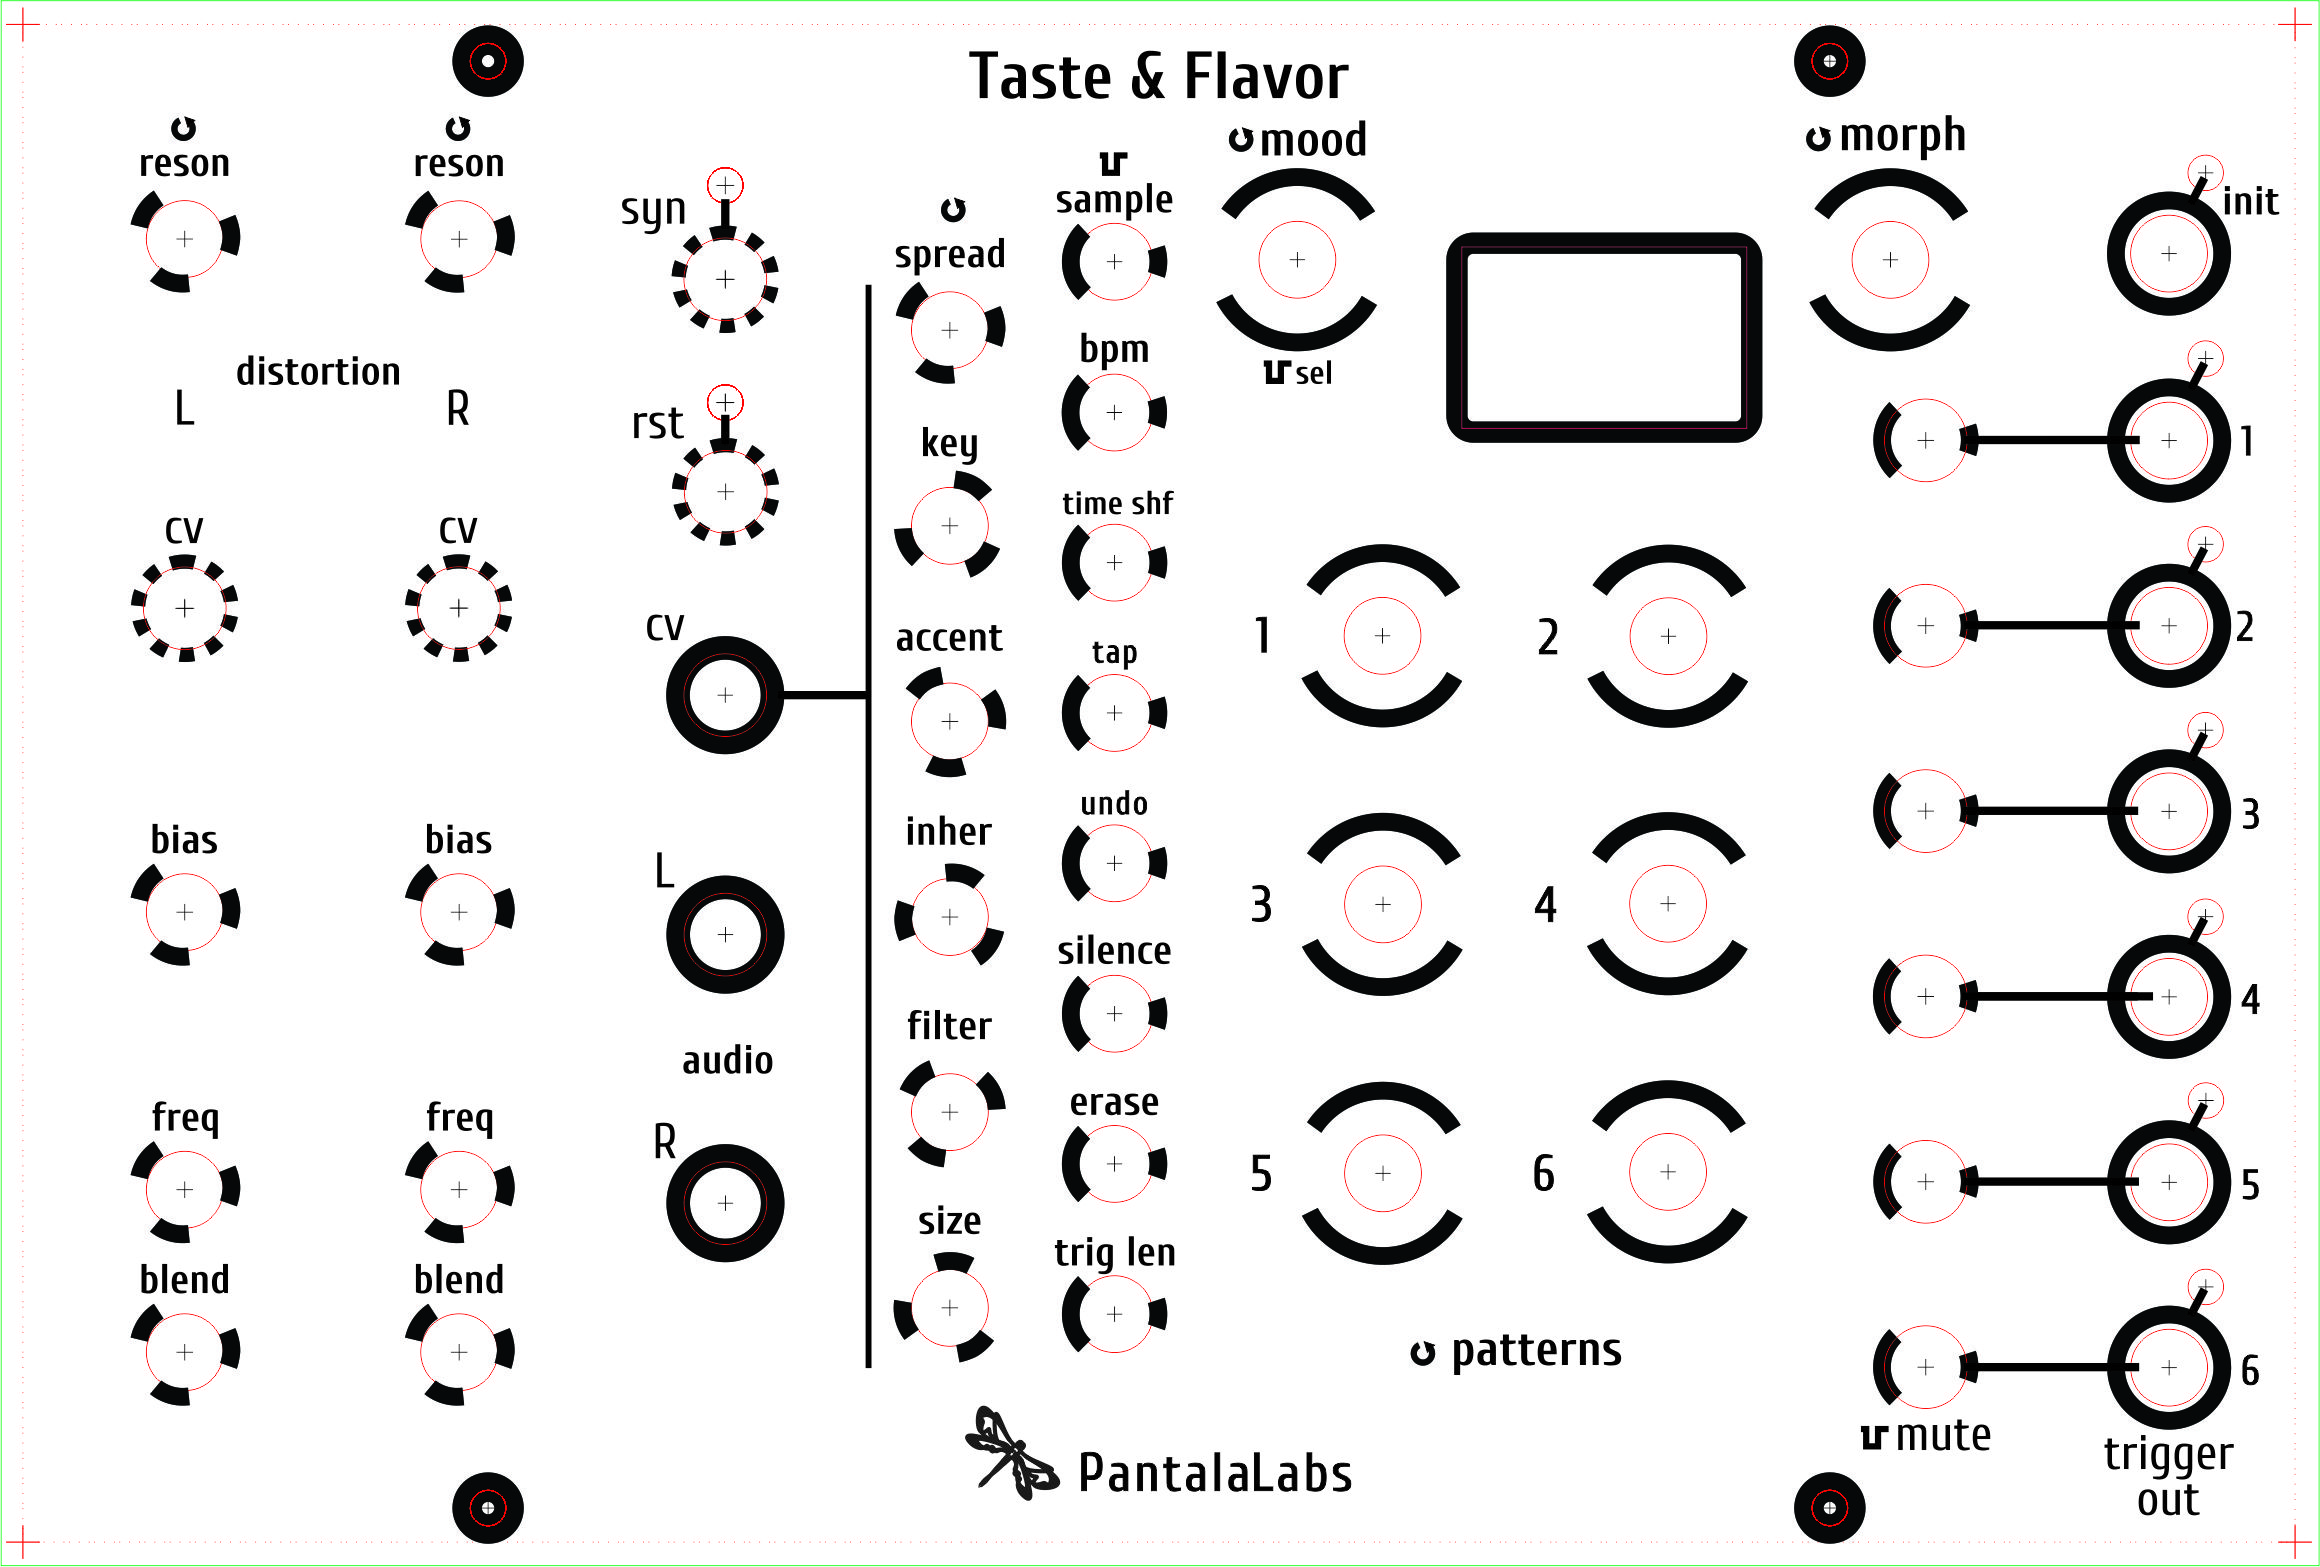 Taste & Flavor
reson
reson
distortion
L
R
CV
CV
bias
bias
freq
freq
blend
blend
syn
rst
CV
L
audio
R
spread
key
accent
inher
filter
size
sample
bpm
time shf
tap
undo
silence
erase
trig len
mood
sel
morph
1
2
3
4
5
6
patterns
init
1
2
3
4
5
6
mute
trigger
out
PantalaLabs